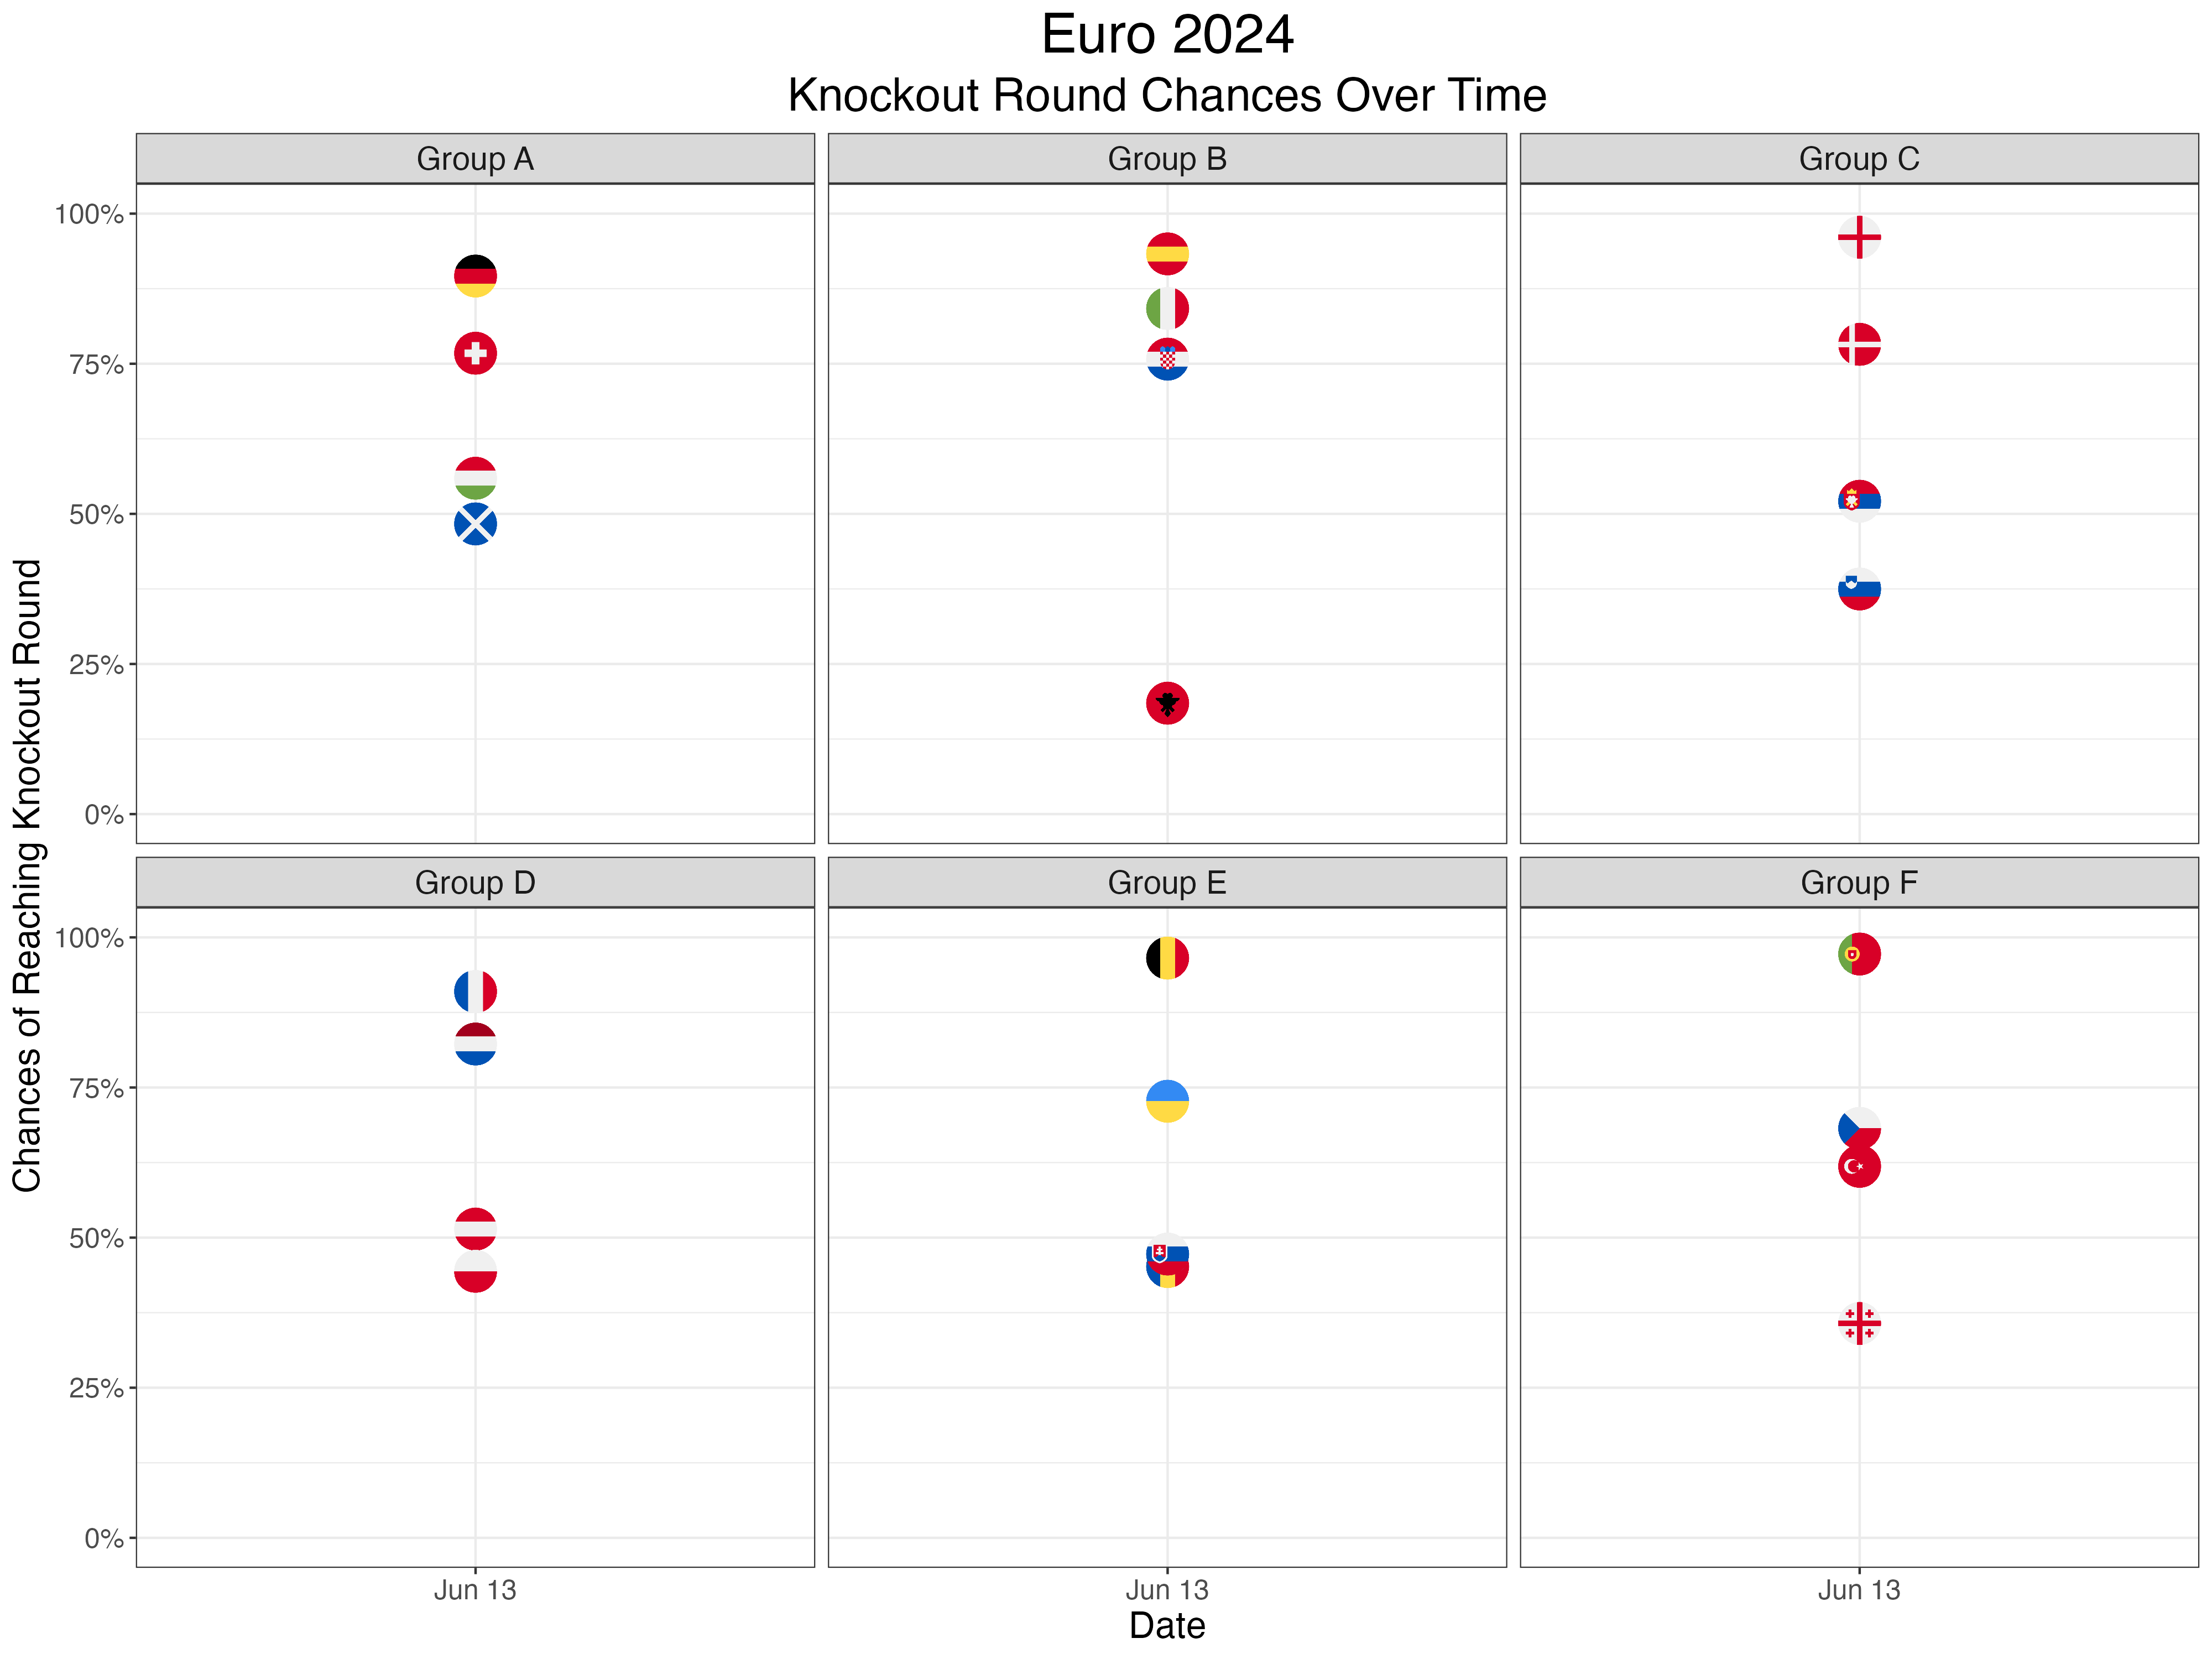 Euro 2024
Knockout Round Chances Over Time
Group A
Group B
Group C
100%
75%
50%
25%
0%
Group D
Group E
Group F
100%
75%
50%
25%
0%
Jun 13
Jun 13
Jun 13
Date
Chances of Reaching Knockout Round